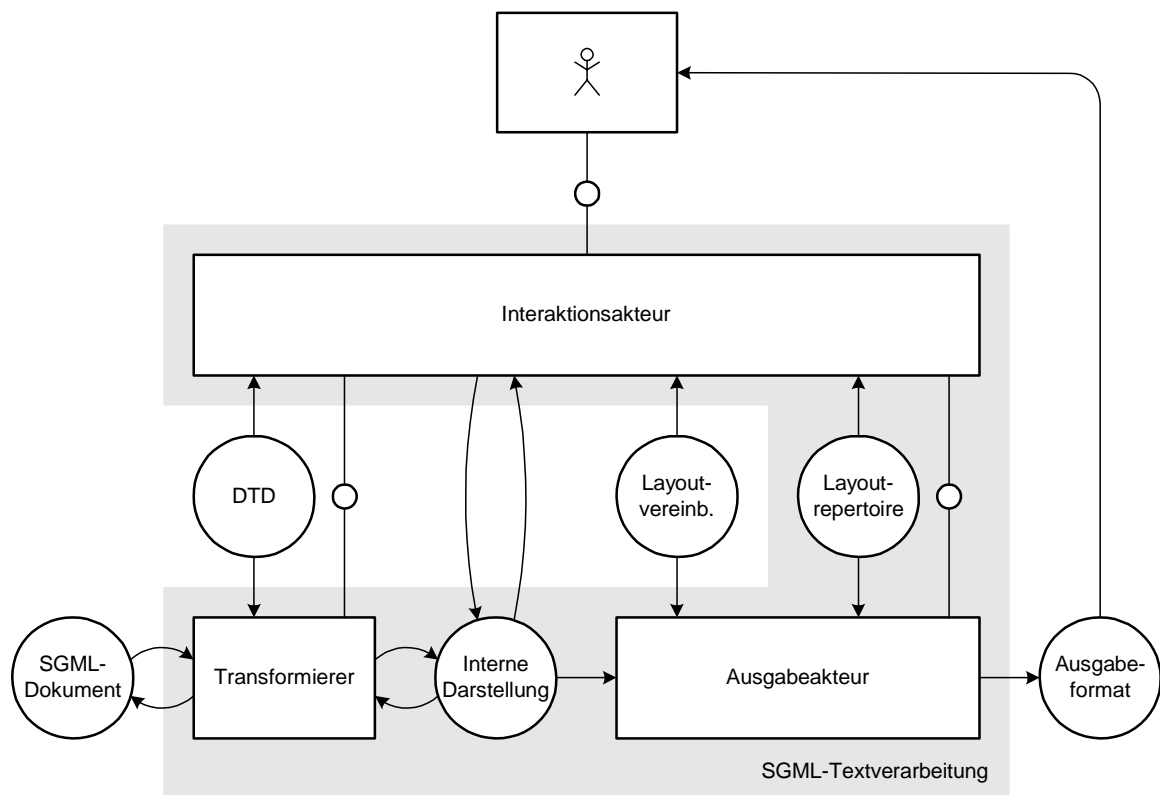 Interaktionsakteur
DTD
Layout-
vereinb.
Layout-
repertoire
SGML-
Dokument
Transformierer
Interne
Darstellung
Ausgabeakteur
Ausgabe-
format
SGML-Textverarbeitung